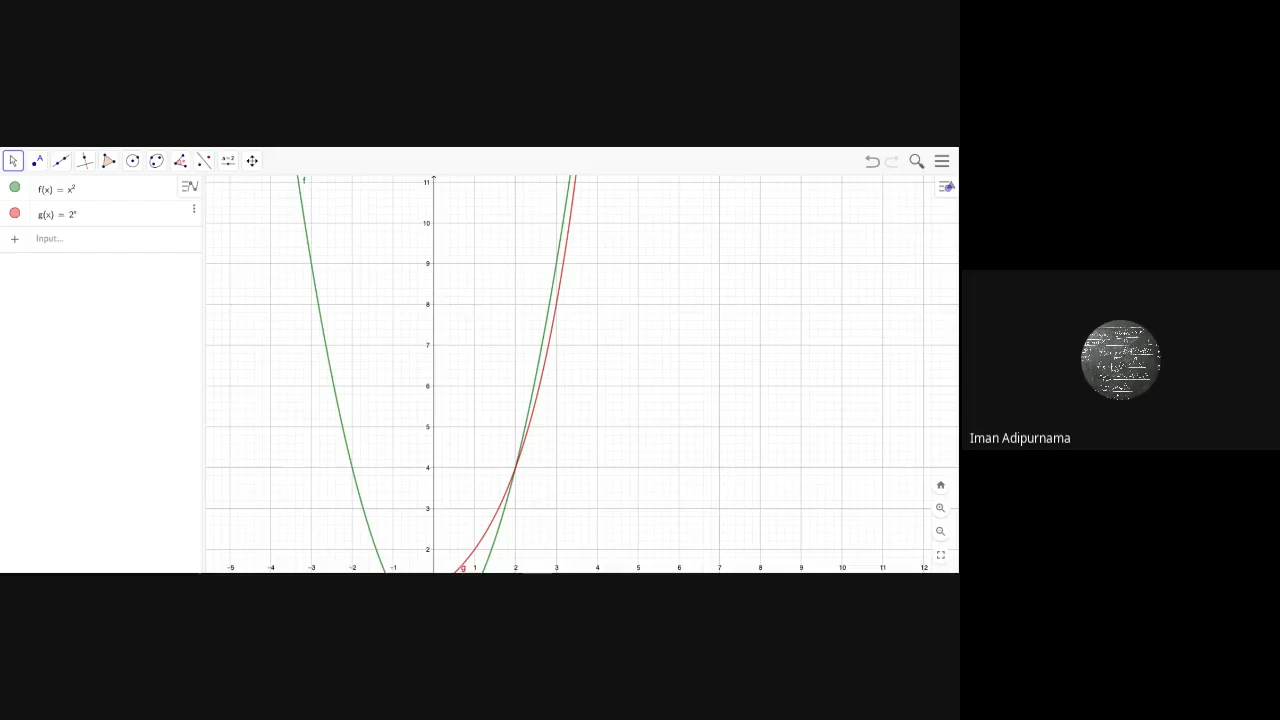 A
a = 2
f(x) = x²
g(x) = 2ˣ
+ Input...
f
11
10
9
8
7
6
5
4
3
2
−5 −4 −3 −2 −1 g 1 2 3 4 5 6 7 8 9 10 11 12
Iman Adipurnama